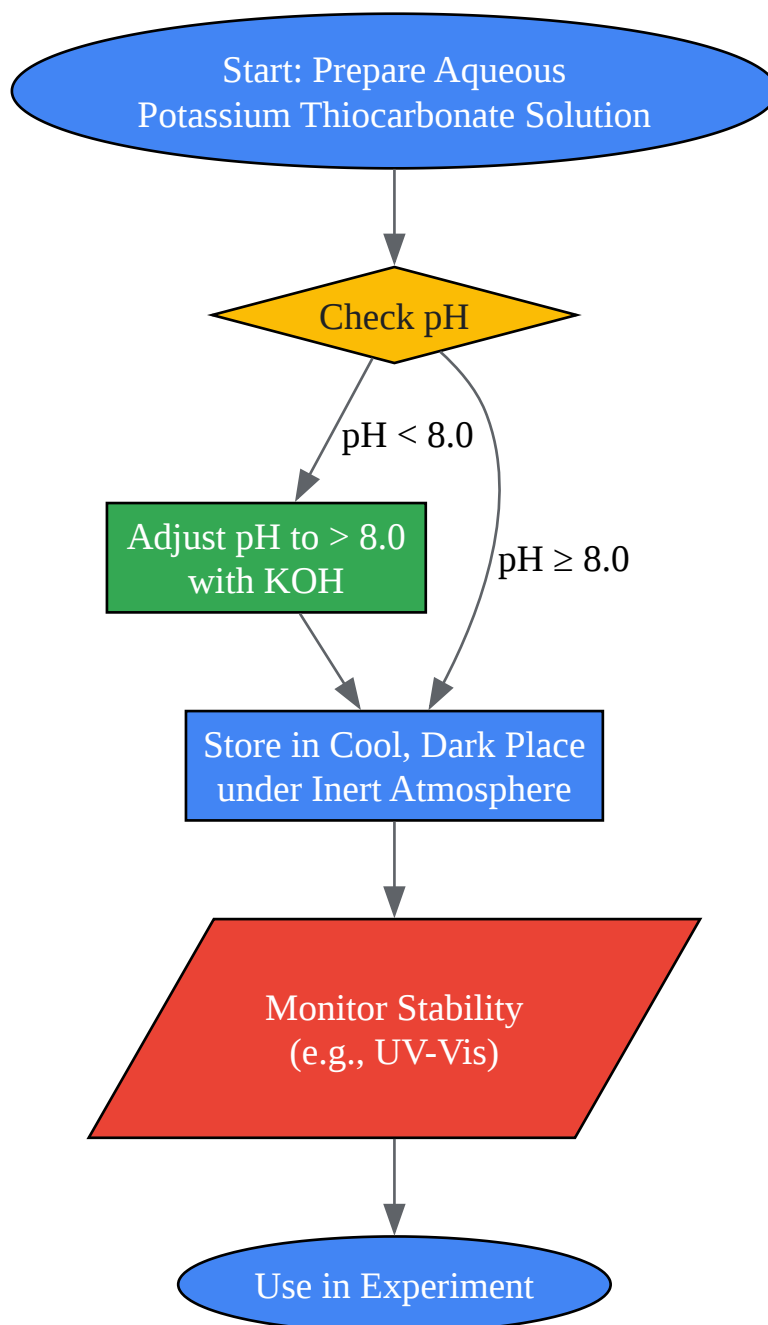 Start: Prepare Aqueous
Potassium Thiocarbonate Solution
Check pH
pH < 8.0
Adjust pH to > 8.0
with KOH
pH ≥ 8.0
Store in Cool, Dark Place
under Inert Atmosphere
Monitor Stability
(e.g., UV-Vis)
Use in Experiment